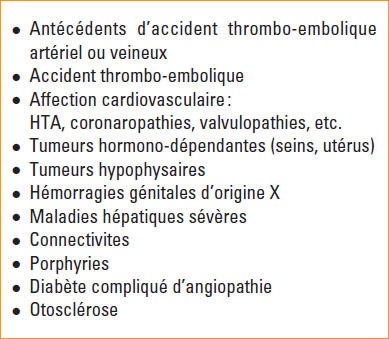 • Antécédents d’accident thrombo-embolique
artériel ou veineux
• Accident thrombo-embolique
• Affection cardiovasculaire :
HTA, coronaropathies, valvulopathies, etc.
• Tumeurs hormono-dépendantes (seins, utérus)
• Tumeurs hypophysaires
• Hémorragies génitales d’origine X
• Maladies hépatiques sévères
• Connectivites
• Porphyries
• Diabète compliqué d’angiopathie
• Otosclérose